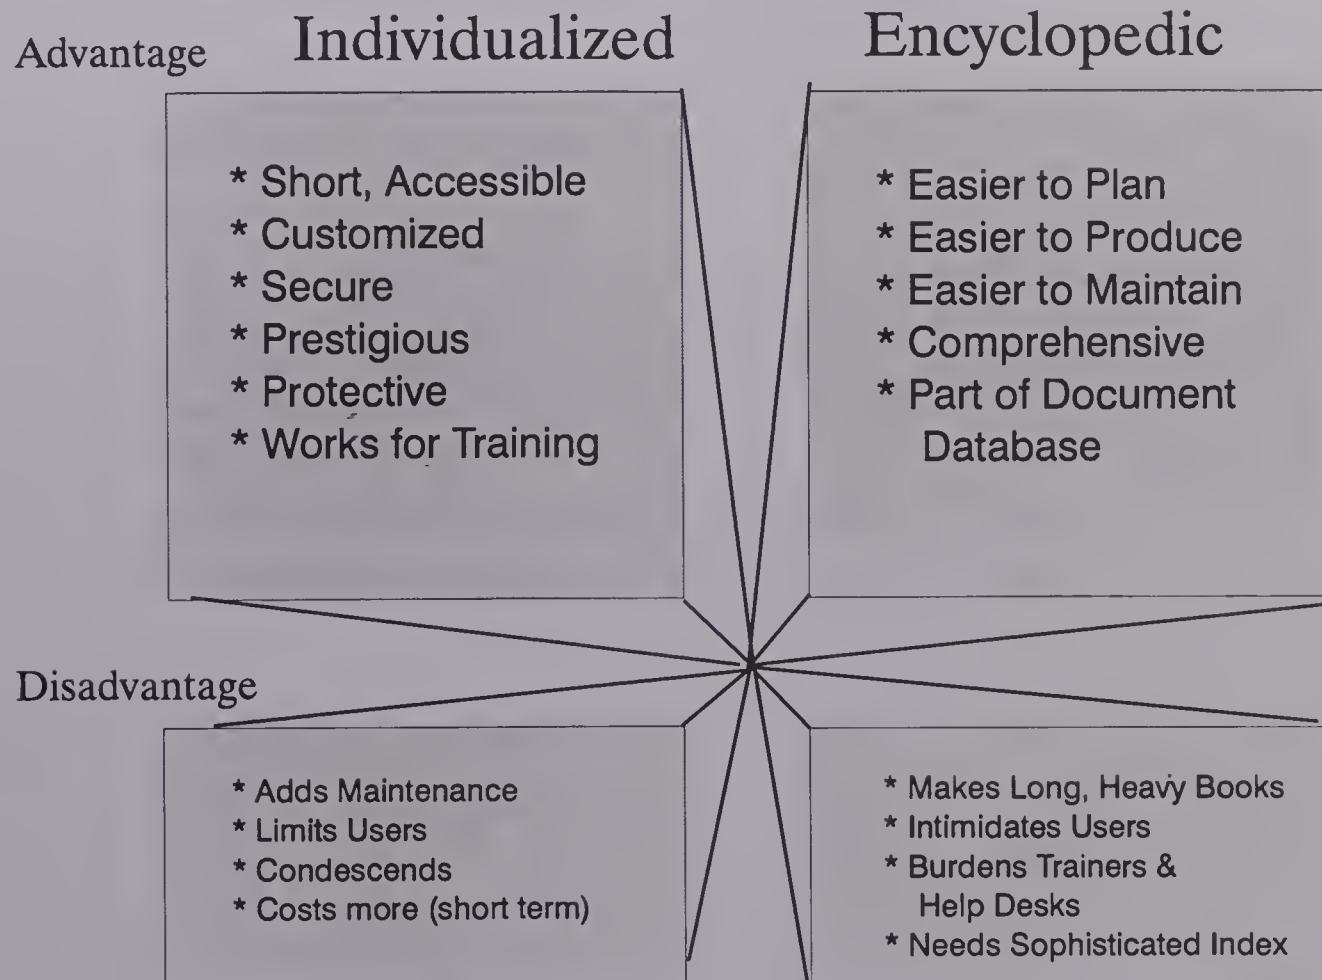 Advantage
Individualized
Encyclopedic
* Short, Accessible
* Customized
* Secure
* Prestigious
* Protective
* Works for Training
* Easier to Plan
* Easier to Produce
* Easier to Maintain
* Comprehensive
* Part of Document
Database
Disadvantage
* Adds Maintenance
* Limits Users
* Condescends
* Costs more (short term)
* Makes Long, Heavy Books
* Intimidates Users
* Burdens Trainers &
Help Desks
* Needs Sophisticated Index